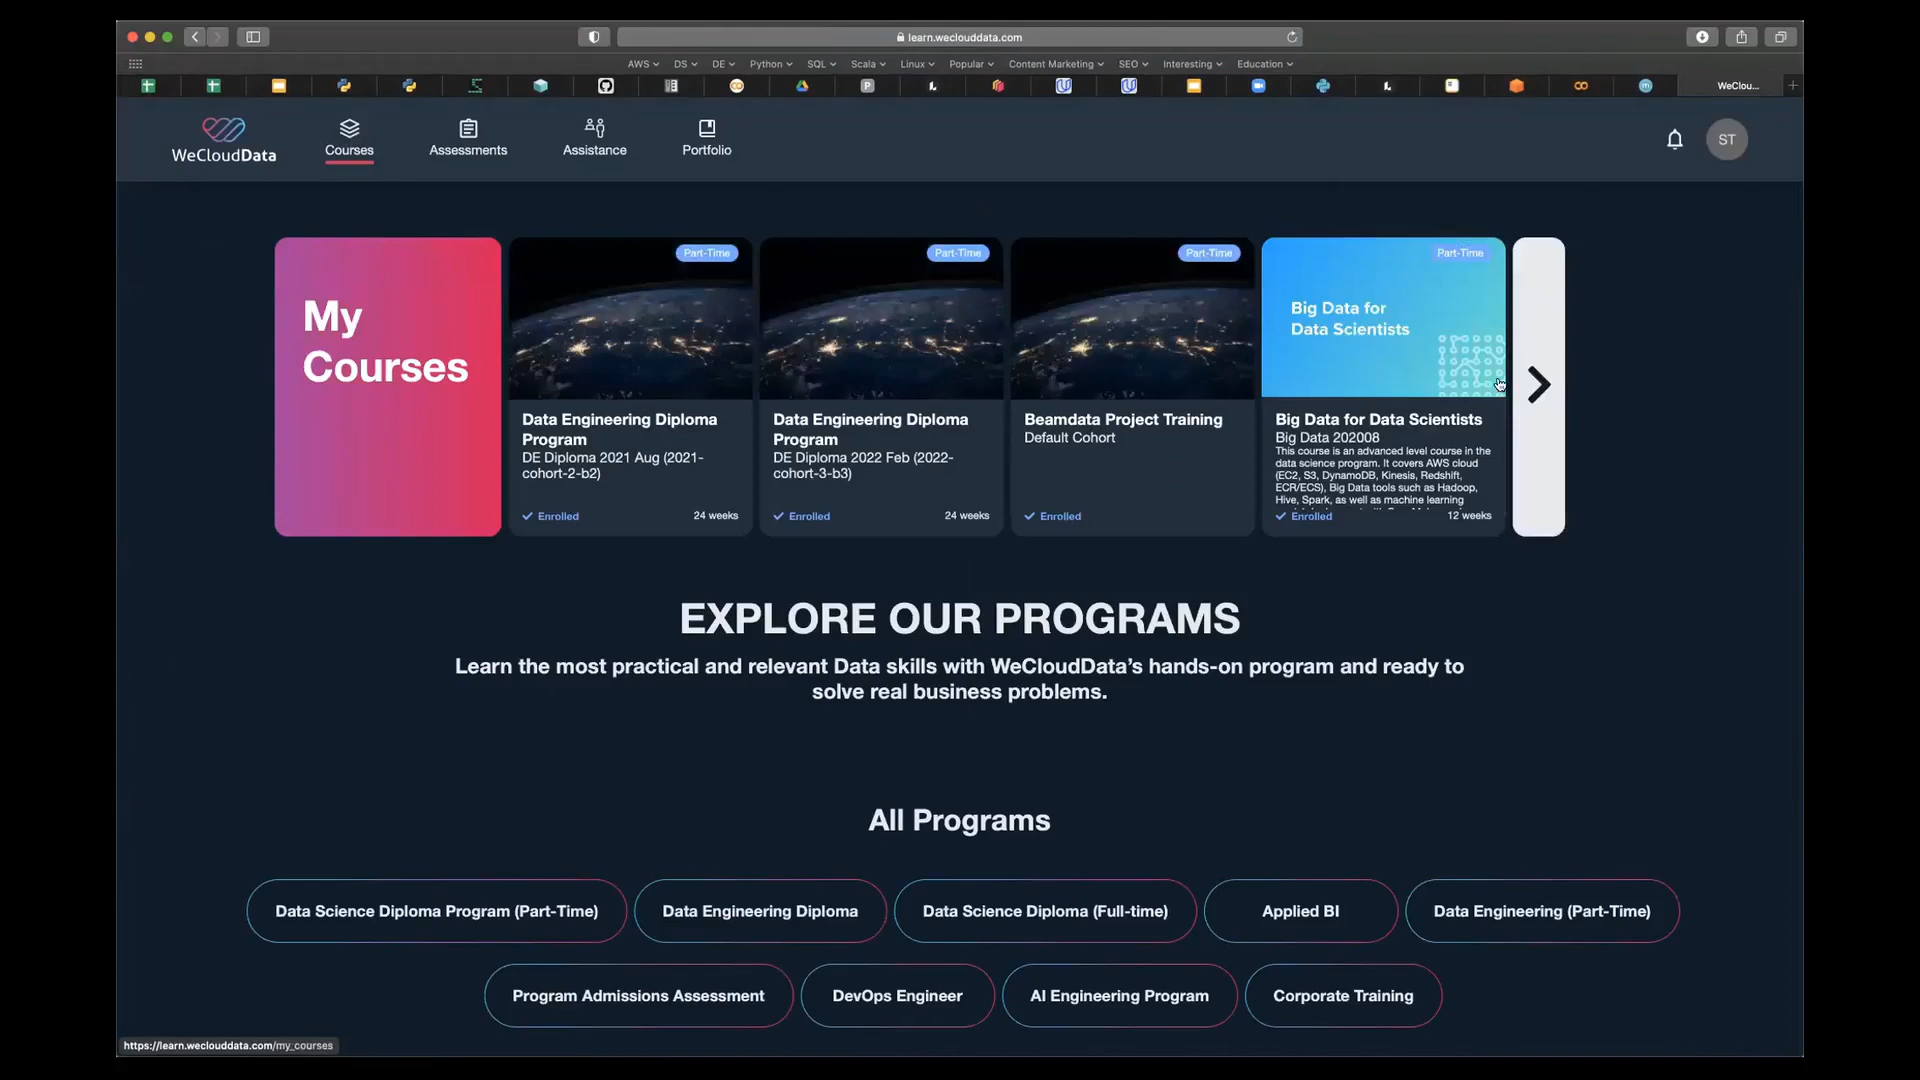 learn.weclouddata.com
AWS DS DE Python SQL Scala Linux Popular Content Marketing SEO Interesting Education
P
WeClou...
WeCloudData
Courses
Assessments
Assistance
Portfolio
ST
My
Courses
Part-Time
Data Engineering Diploma
Program
DE Diploma 2021 Aug (2021-
cohort-2-b2)
Enrolled
24 weeks
Part-Time
Data Engineering Diploma
Program
DE Diploma 2022 Feb (2022-
cohort-3-b3)
Enrolled
24 weeks
Part-Time
Beamdata Project Training
Default Cohort
Enrolled
Part-Time
Big Data for
Data Scientists
Big Data for Data Scientists
Big Data 202008
This course is an advanced level course in the
data science program. It covers AWS cloud
(EC2, S3, DynamoDB, Kinesis, Redshift,
ECR/ECS), Big Data tools such as Hadoop,
Hive, Spark, as well as machine learning
Enrolled
12 weeks
EXPLORE OUR PROGRAMS
Learn the most practical and relevant Data skills with WeCloudData's hands-on program and ready to
solve real business problems.
All Programs
Data Science Diploma Program (Part-Time)
Data Engineering Diploma
Data Science Diploma (Full-time)
Applied BI
Data Engineering (Part-Time)
Program Admissions Assessment
DevOps Engineer
AI Engineering Program
Corporate Training
https://learn.weclouddata.com/my_courses